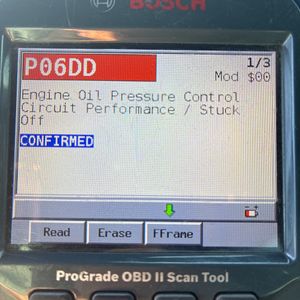 BOSCH
P06DD
1/3
Mod $00
Engine Oil Pressure Control
Circuit Performance / Stuck
Off
CONFIRMED
Read Erase FFrame
ProGrade OBD II Scan Tool